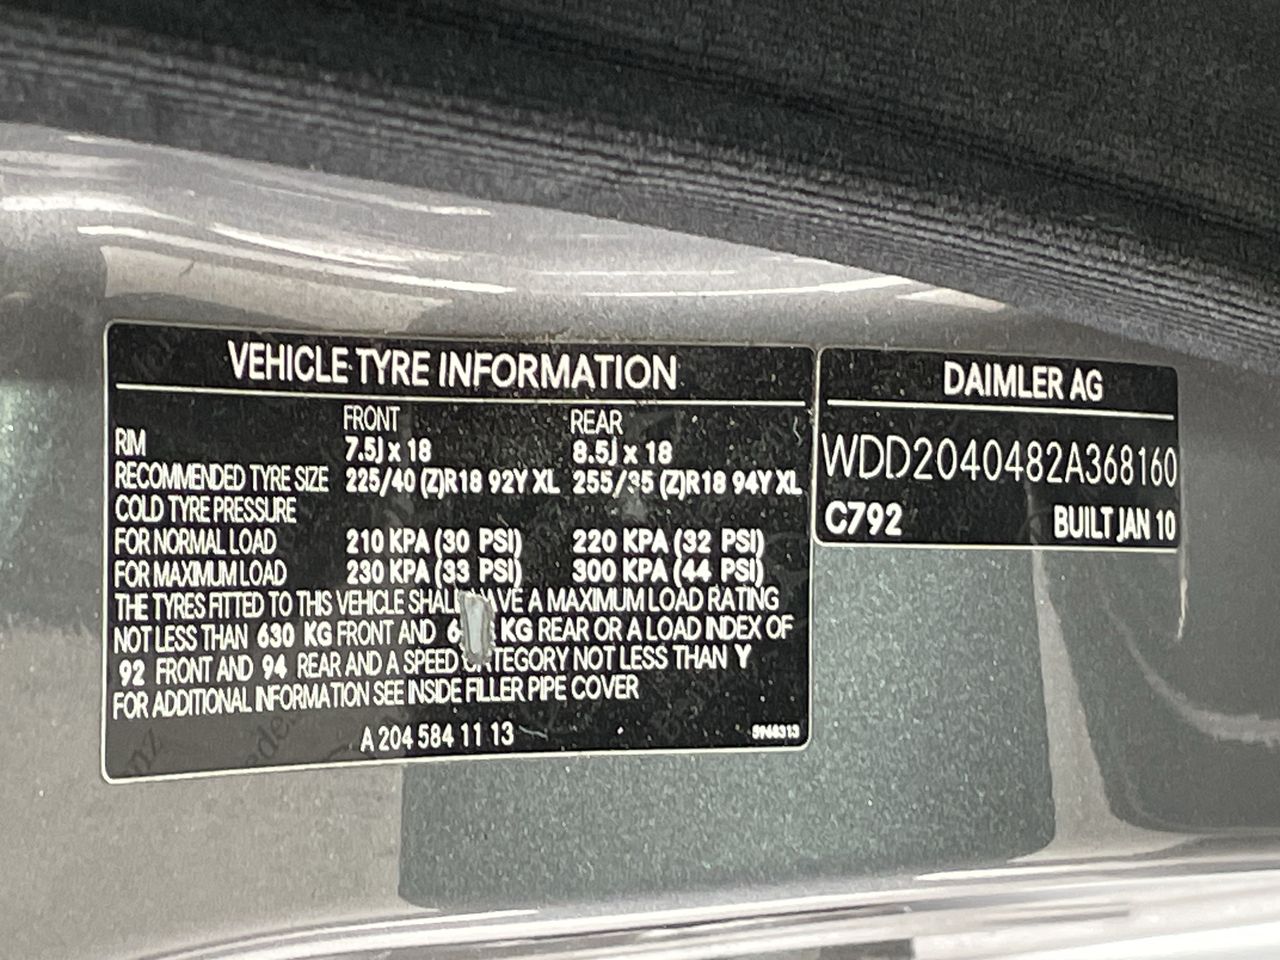 VEHICLE TYRE INFORMATION
FRONT REAR
RIM 7.5J x 18 8.5J x 18
RECOMMENDED TYRE SIZE 225/40 (Z)R18 92Y XL 255/35 (Z)R18 94Y XL
COLD TYRE PRESSURE
FOR NORMAL LOAD 210 KPA (30 PSI) 220 KPA (32 PSI)
FOR MAXIMUM LOAD 230 KPA (33 PSI) 300 KPA (44 PSI)
THE TYRES FITTED TO THIS VEHICLE SHALL HAVE A MAXIMUM LOAD RATING
NOT LESS THAN 630 KG FRONT AND KG REAR OR A LOAD INDEX OF
92 FRONT AND 94 REAR AND A SPEED CATEGORY NOT LESS THAN Y
FOR ADDITIONAL INFORMATION SEE INSIDE FILLER PIPE COVER
A 204 584 11 13
DAIMLER AG
WDD2040482A368160
C792 BUILT JAN 10